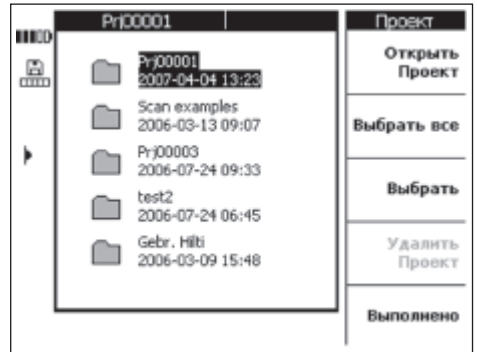 Prj00001
Prj00001
2007-04-04 13:23
Scan examples
2006-03-13 09:07
Prj00003
2006-07-24 09:33
test2
2006-07-24 06:45
Gebr. Hilti
2006-03-09 15:48
Проект
Открыть
Проект
Выбрать все
Выбрать
Удалить
Проект
Выполнено